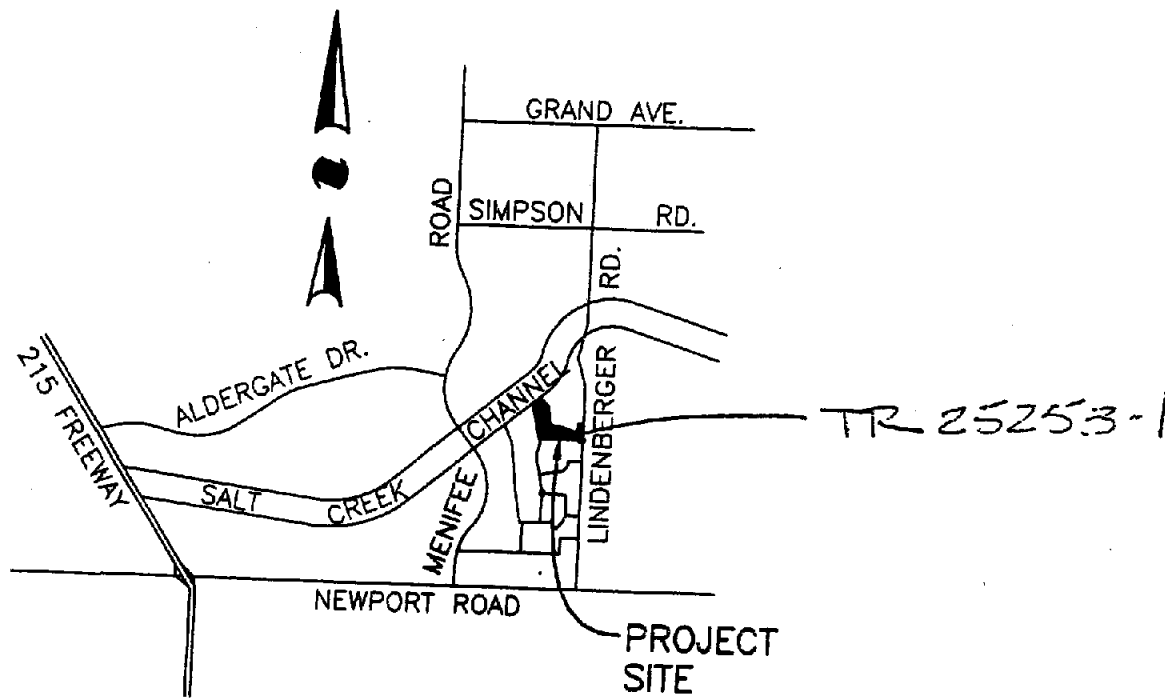 GRAND AVE.
ROAD
SIMPSON RD.
RD.
215 FREEWAY
ALDERGATE DR.
LINDENBERGER
TR 25253-1
SALT CREEK CHANNEL
MENIFEE
NEWPORT ROAD
PROJECT
SITE